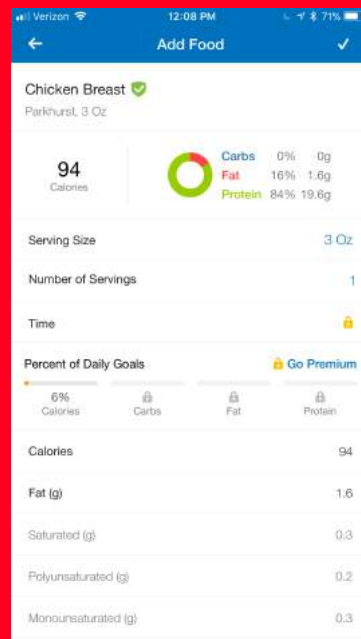 Verizon 12:08 PM 71%
Add Food
Chicken Breast
Parkhurst, 3 Oz
94
Calories
Carbs 0% 0g
Fat 16% 1.6g
Protein 84% 19.6g
Serving Size 3 Oz
Number of Servings 1
Time
Percent of Daily Goals Go Premium
6%
Calories Carbs Fat Protein
Calories 94
Fat (g) 1.6
Saturated (g) 0.3
Polyunsaturated (g) 0.2
Monounsaturated (g) 0.3